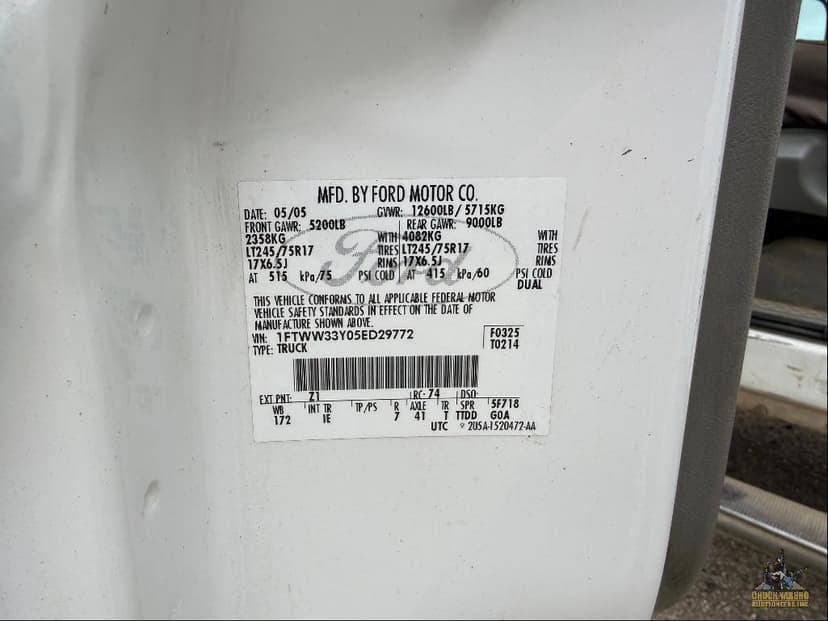 MFD. BY FORD MOTOR CO.
DATE: 05/05 GVWR: 12600LB/ 5715KG
FRONT GAWR: 5200LB REAR GAWR: 9000LB
2358KG WITH 4082KG WITH
LT245/75R17 TIRES LT245/75R17 TIRES
17X6.5J RIMS 17X6.5J RIMS
AT 515 kPa/75 PSI COLD AT 415 kPa/60 PSI COLD
DUAL
Ford
THIS VEHICLE CONFORMS TO ALL APPLICABLE FEDERAL MOTOR
VEHICLE SAFETY STANDARDS IN EFFECT ON THE DATE OF
MANUFACTURE SHOWN ABOVE.
VIN: 1FTWW33Y05ED29772 F0325
TYPE: TRUCK T0214
EXT PNT: Z1 RC: 74 DSO:
WB INT TR TP/PS R AXLE TR SPR 5F718
172 IE 7 41 T TTDD G0A
UTC 2U5A-1520472-AA
CHUCK YARBRO
AUCTIONEERS, INC